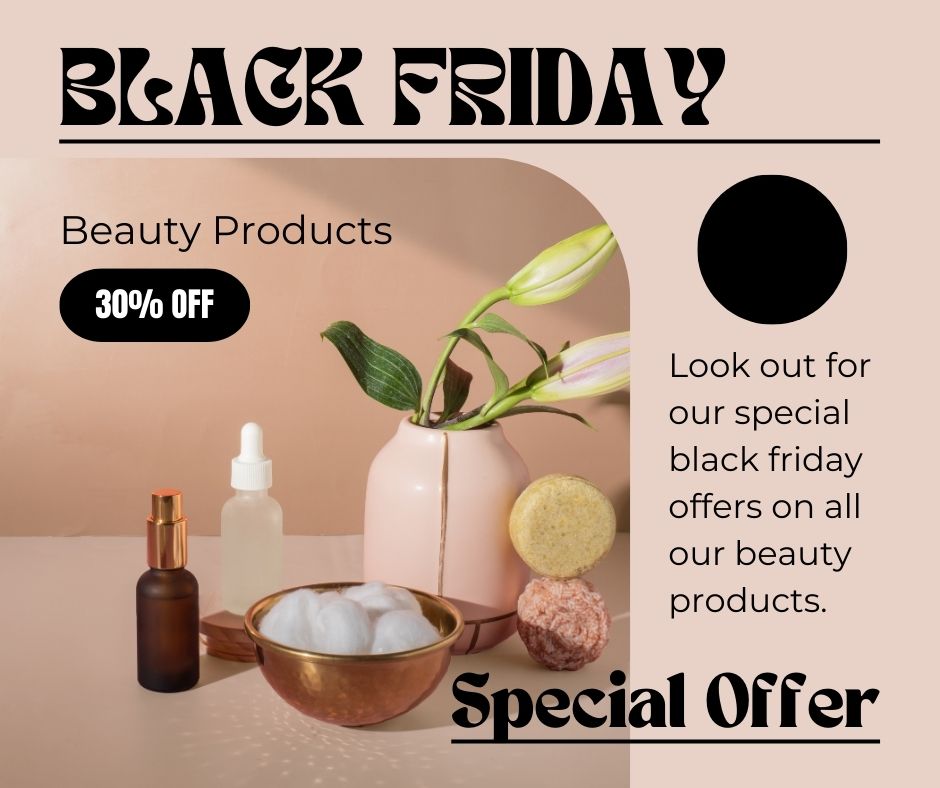 BLACK FRIDAY
Beauty Products
30% OFF
Look out for
our special
black friday
offers on all
our beauty
products.
Special Offer